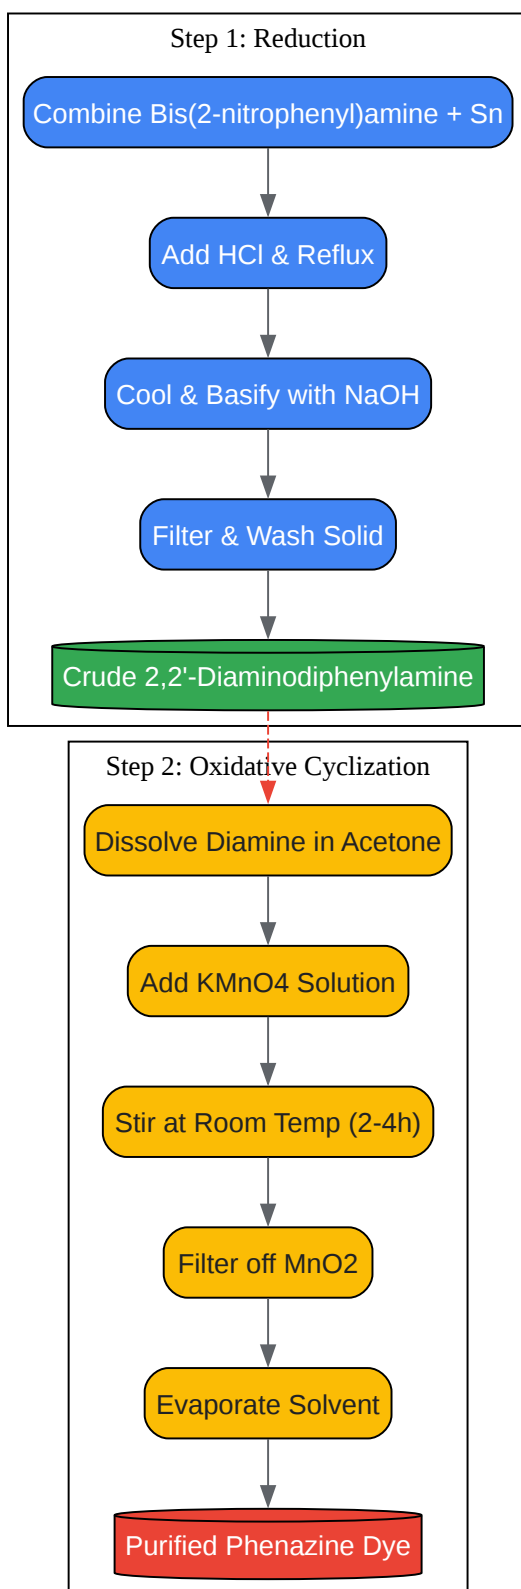 Step 1: Reduction
Combine Bis(2-nitrophenyl)amine + Sn
Add HCl & Reflux
Cool & Basify with NaOH
Filter & Wash Solid
Crude 2,2'-Diaminodiphenylamine
Step 2: Oxidative Cyclization
Dissolve Diamine in Acetone
Add KMnO4 Solution
Stir at Room Temp (2-4h)
Filter off MnO2
Evaporate Solvent
Purified Phenazine Dye